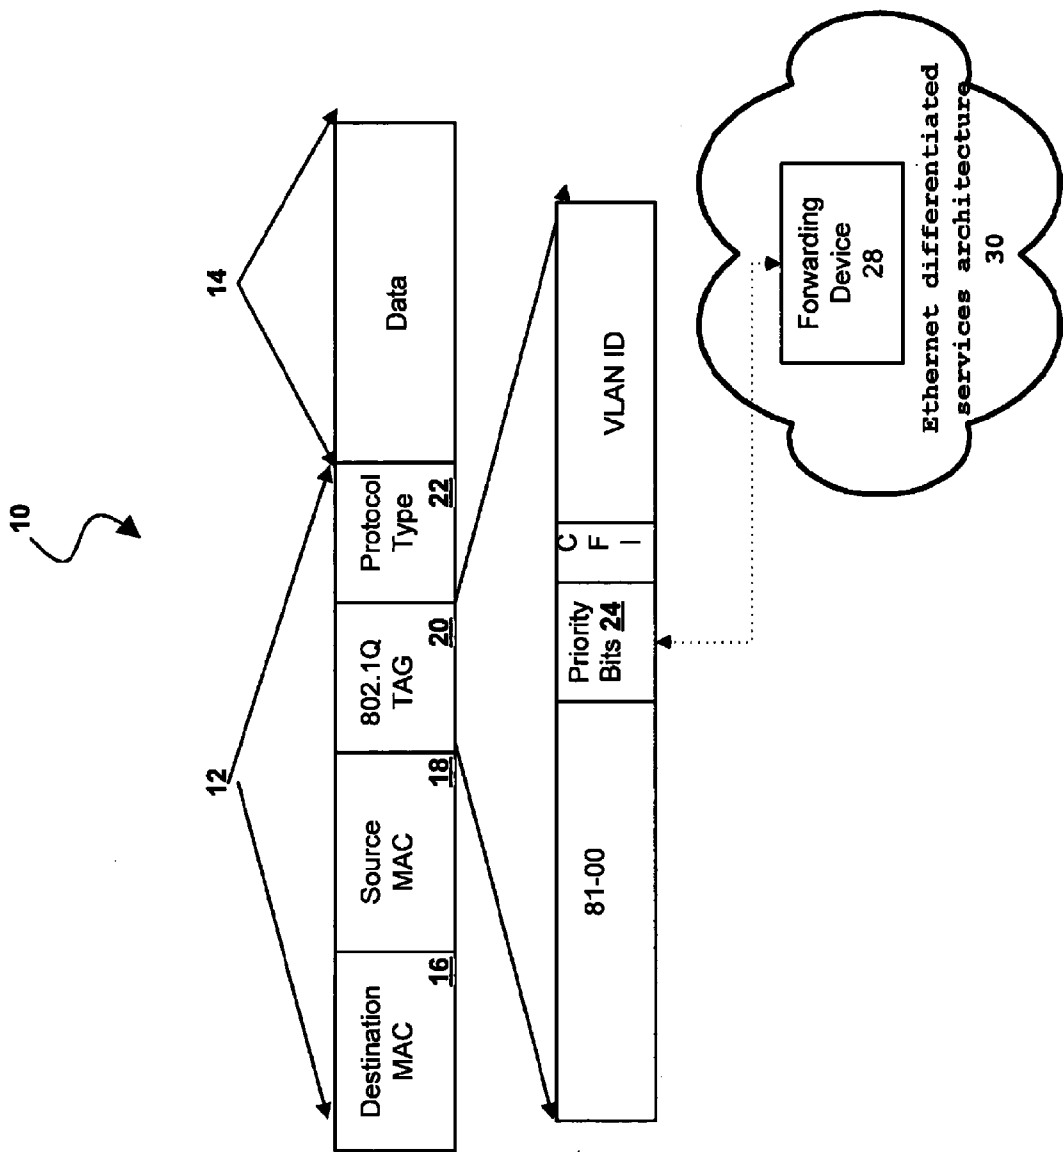 10
12
14
Destination
MAC
16
Source
MAC
18
802.1Q
TAG
20
Protocol
Type
22
Data
81-00
Priority
Bits 24
C
F
I
VLAN ID
Forwarding
Device
28
Ethernet differentiated
services architecture
30